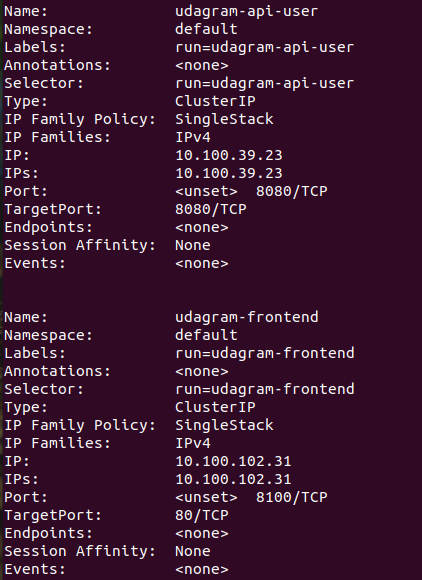 Name:              udagram-api-user
Namespace:         default
Labels:            run=udagram-api-user
Annotations:       <none>
Selector:          run=udagram-api-user
Type:              ClusterIP
IP Family Policy:  SingleStack
IP Families:       IPv4
IP:                10.100.39.23
IPs:               10.100.39.23
Port:              <unset>  8080/TCP
TargetPort:        8080/TCP
Endpoints:         <none>
Session Affinity:  None
Events:            <none>
Name:              udagram-frontend
Namespace:         default
Labels:            run=udagram-frontend
Annotations:       <none>
Selector:          run=udagram-frontend
Type:              ClusterIP
IP Family Policy:  SingleStack
IP Families:       IPv4
IP:                10.100.102.31
IPs:               10.100.102.31
Port:              <unset>  8100/TCP
TargetPort:        80/TCP
Endpoints:         <none>
Session Affinity:  None
Events:            <none>